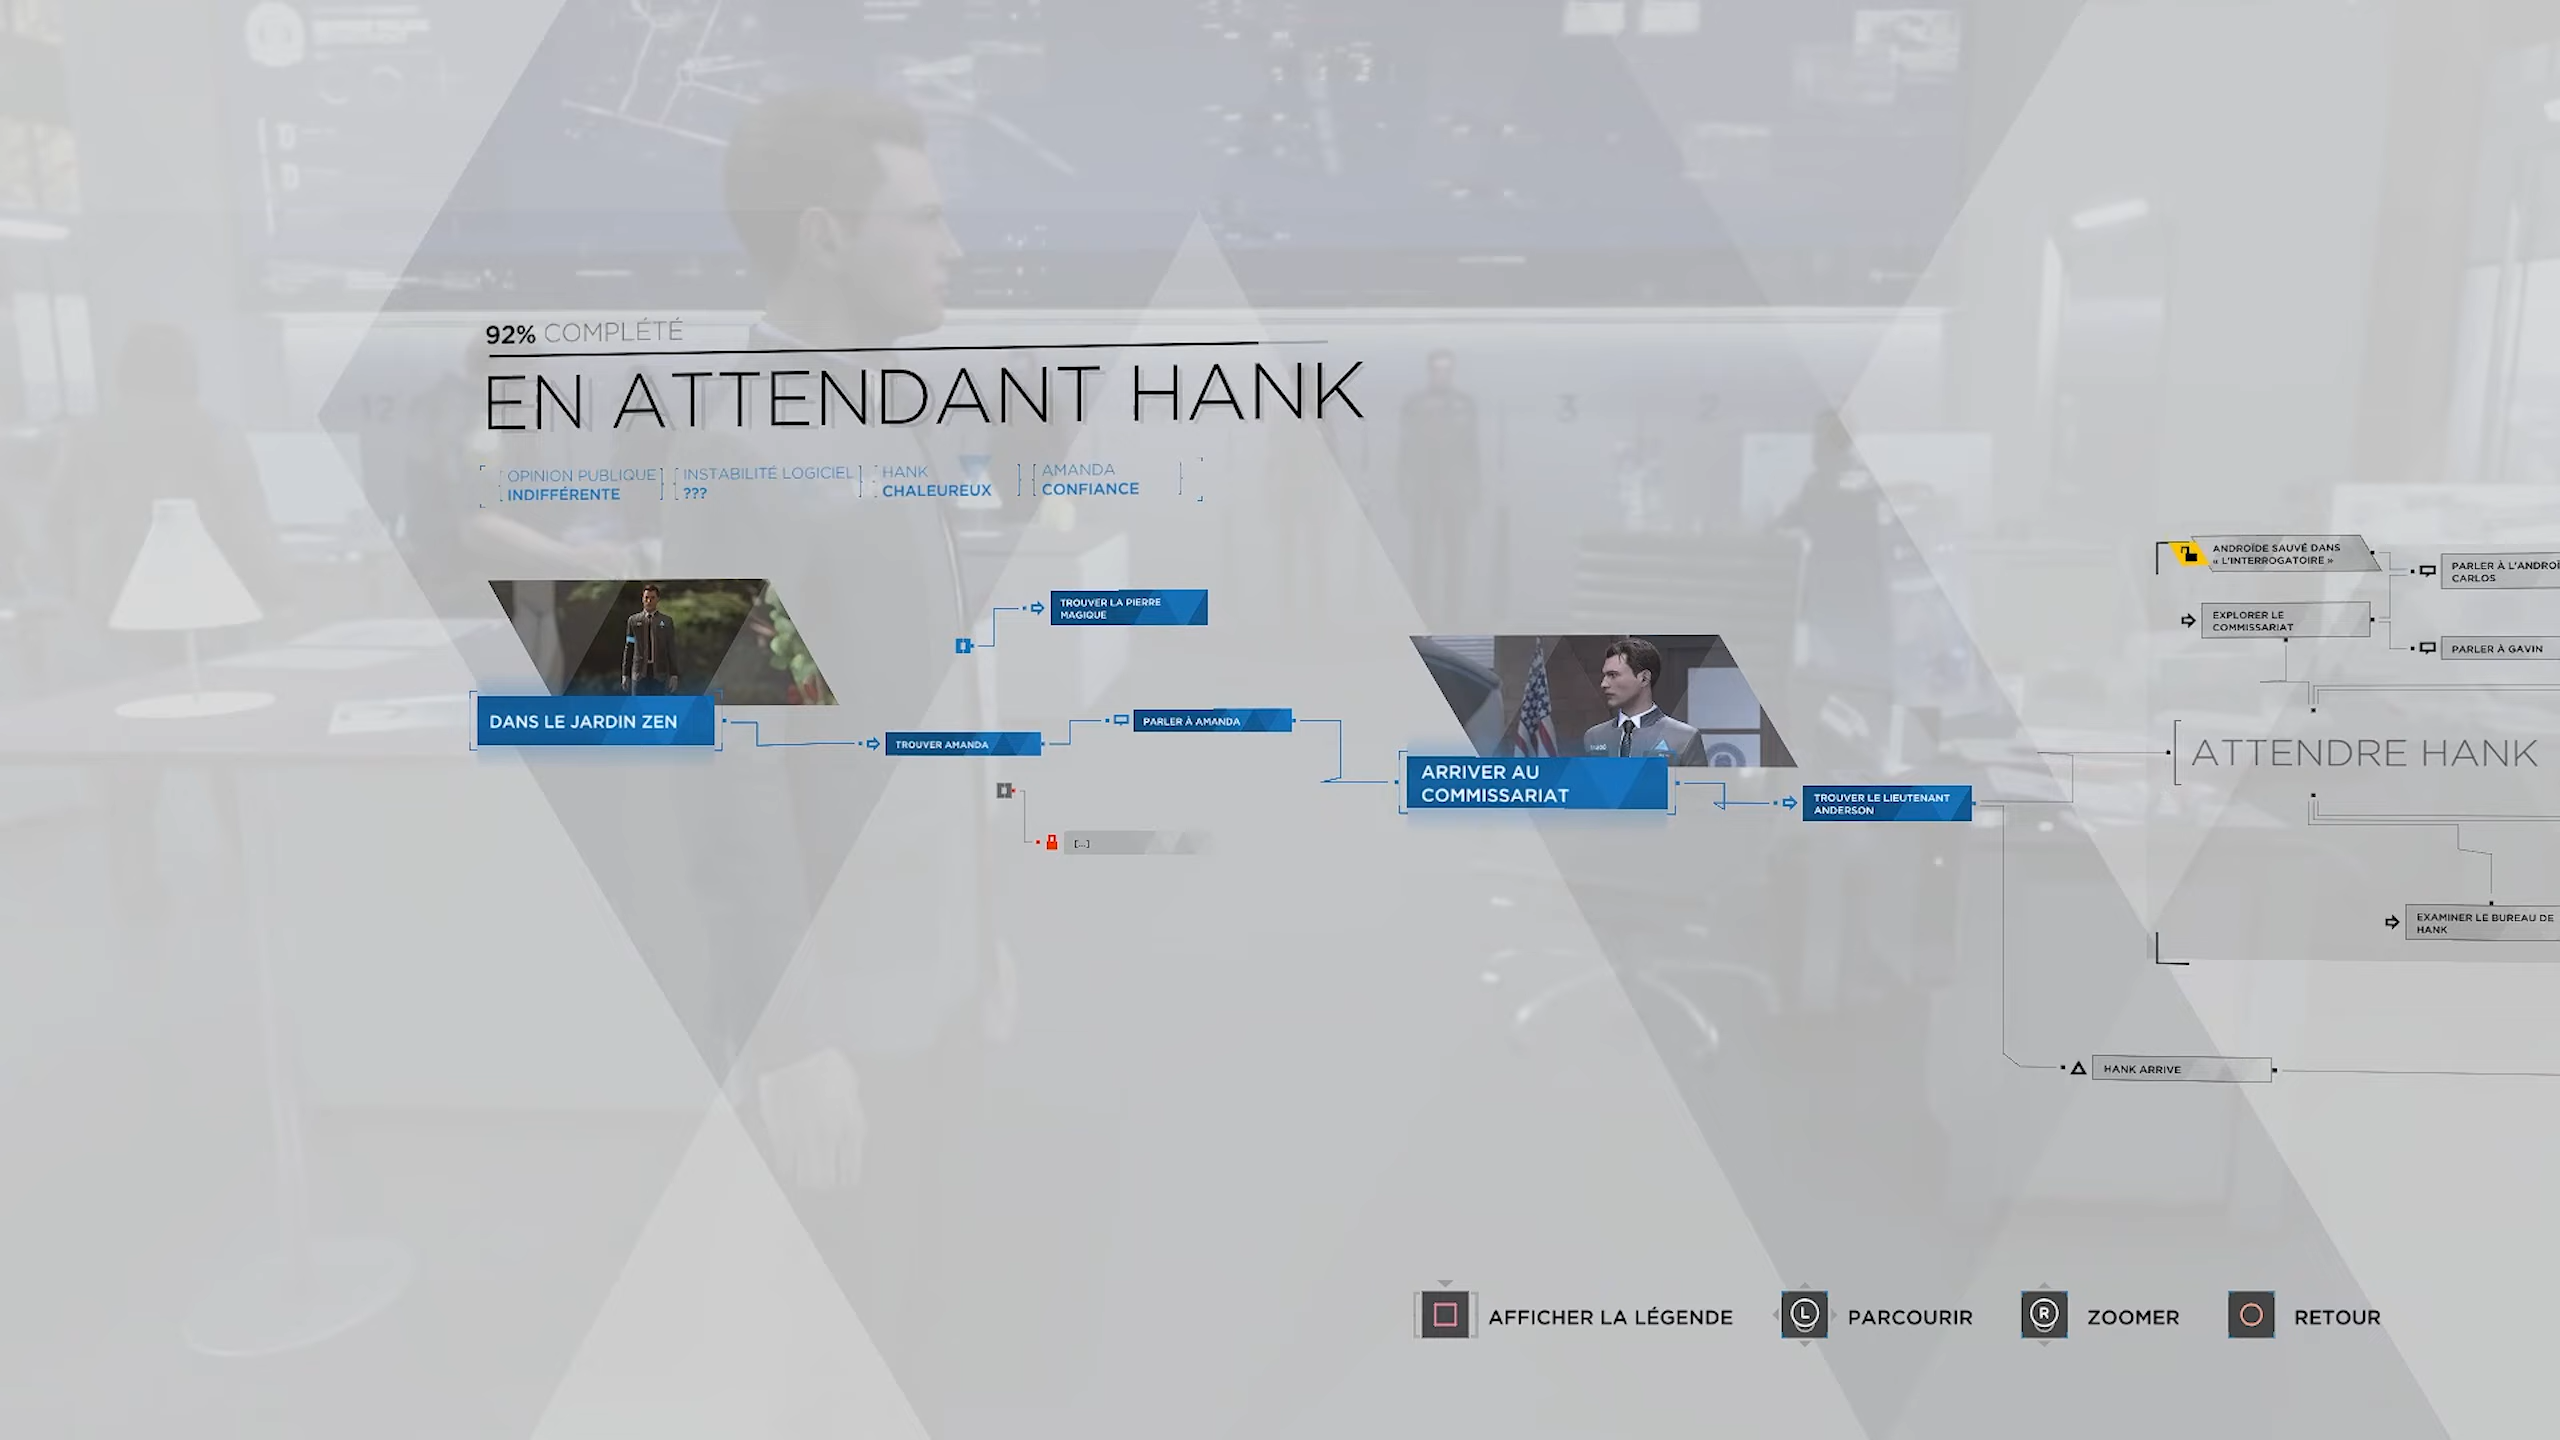 92% COMPLÉTÉ
EN ATTENDANT HANK
OPINION PUBLIQUE
INDIFFÉRENTE
INSTABILITÉ LOGICIEL
???
HANK
CHALEUREUX
AMANDA
CONFIANCE
DANS LE JARDIN ZEN
TROUVER AMANDA
TROUVER LA PIERRE
MAGIQUE
PARLER À AMANDA
[...]
ARRIVER AU
COMMISSARIAT
TROUVER LE LIEUTENANT
ANDERSON
ANDROÏDE SAUVÉ DANS
« L'INTERROGATOIRE »
PARLER À L'ANDROÏ
CARLOS
EXPLORER LE
COMMISSARIAT
PARLER À GAVIN
ATTENDRE HANK
EXAMINER LE BUREAU DE
HANK
HANK ARRIVE
AFFICHER LA LÉGENDE
L PARCOURIR
R ZOOMER
RETOUR